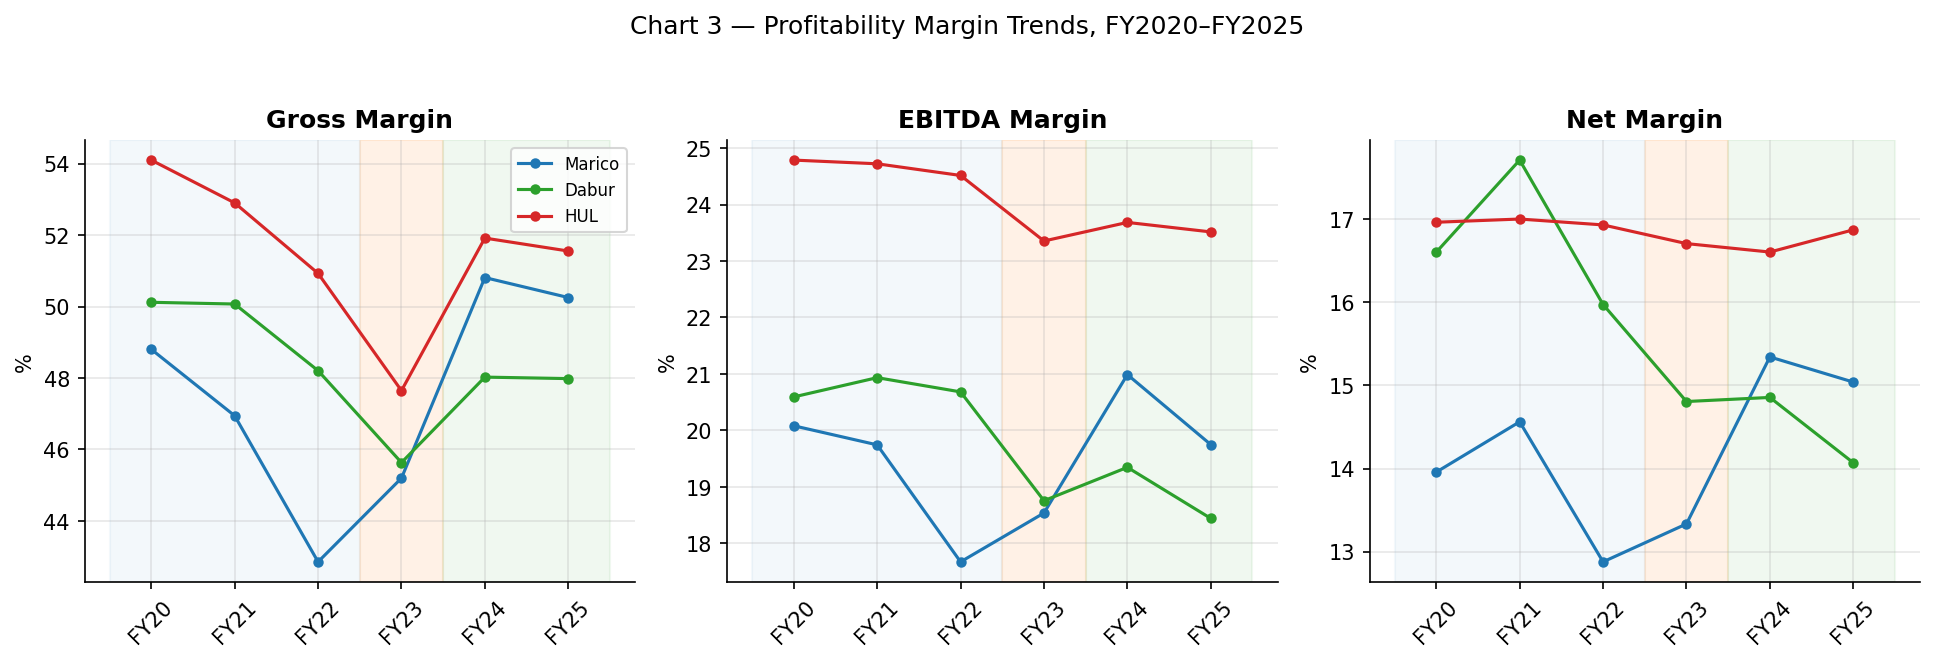 Chart 3 — Profitability Margin Trends, FY2020–FY2025
Gross Margin
%
54
52
50
48
46
44
Marico
Dabur
HUL
FY20
FY21
FY22
FY23
FY24
FY25
EBITDA Margin
%
25
24
23
22
21
20
19
18
FY20
FY21
FY22
FY23
FY24
FY25
Net Margin
%
17
16
15
14
13
FY20
FY21
FY22
FY23
FY24
FY25